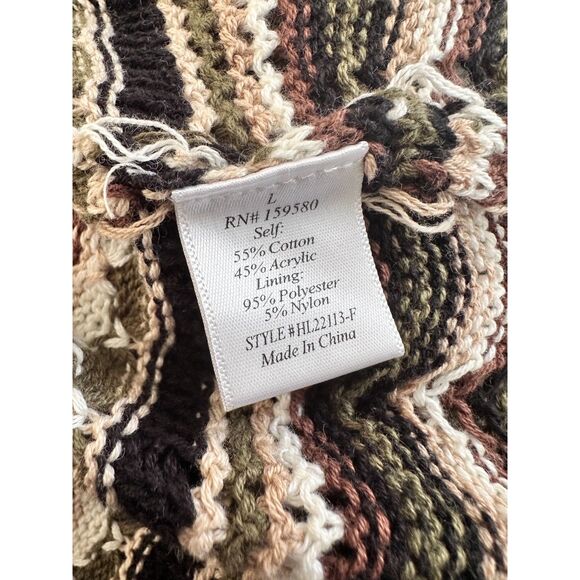 L
RN# 159580
Self:
55% Cotton
45% Acrylic
Lining:
95% Polyester
5% Nylon
STYLE #HL22113-F
Made In China